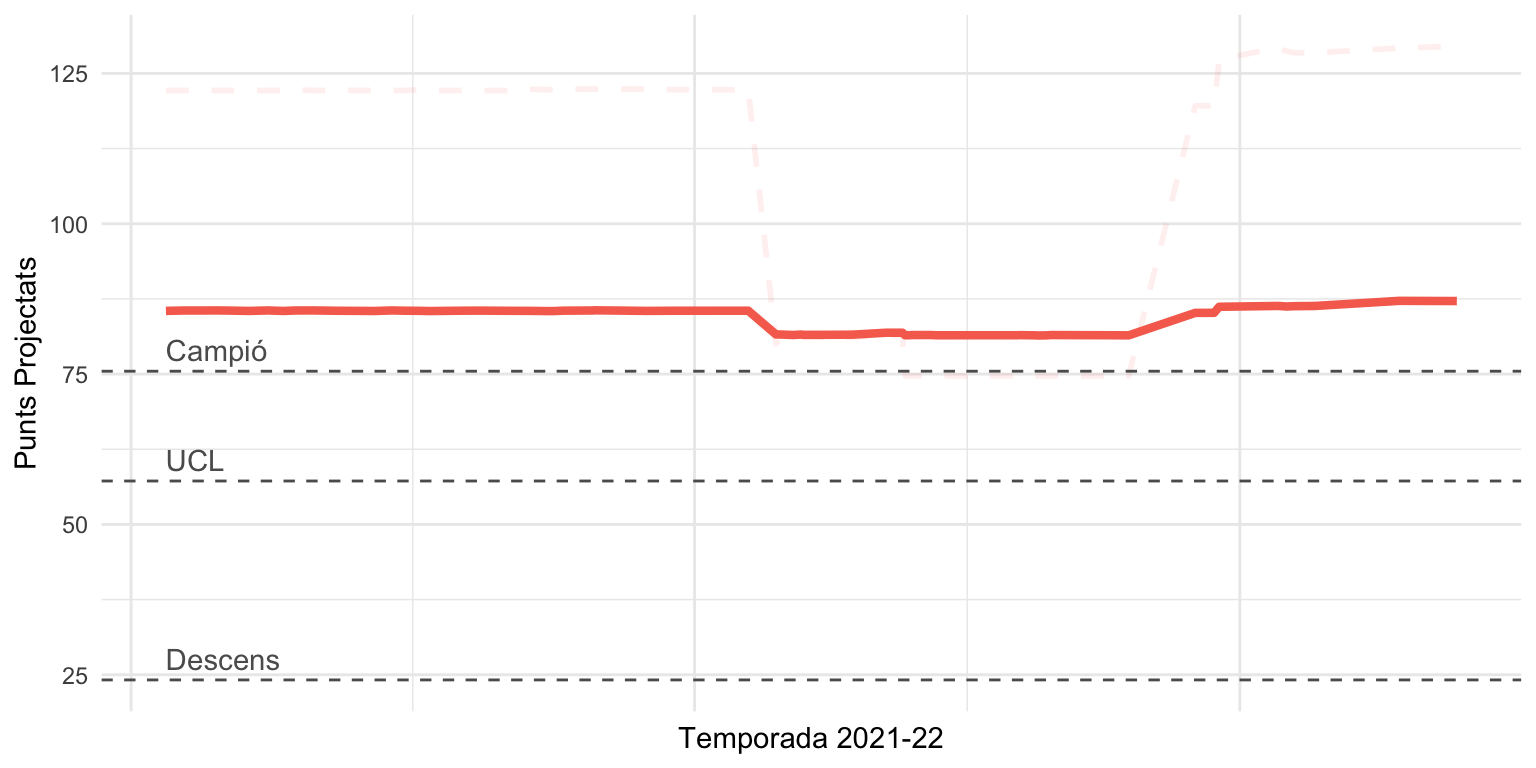 125
100
75
50
25
Punts Projectats
Campió
UCL
Descens
Temporada 2021-22